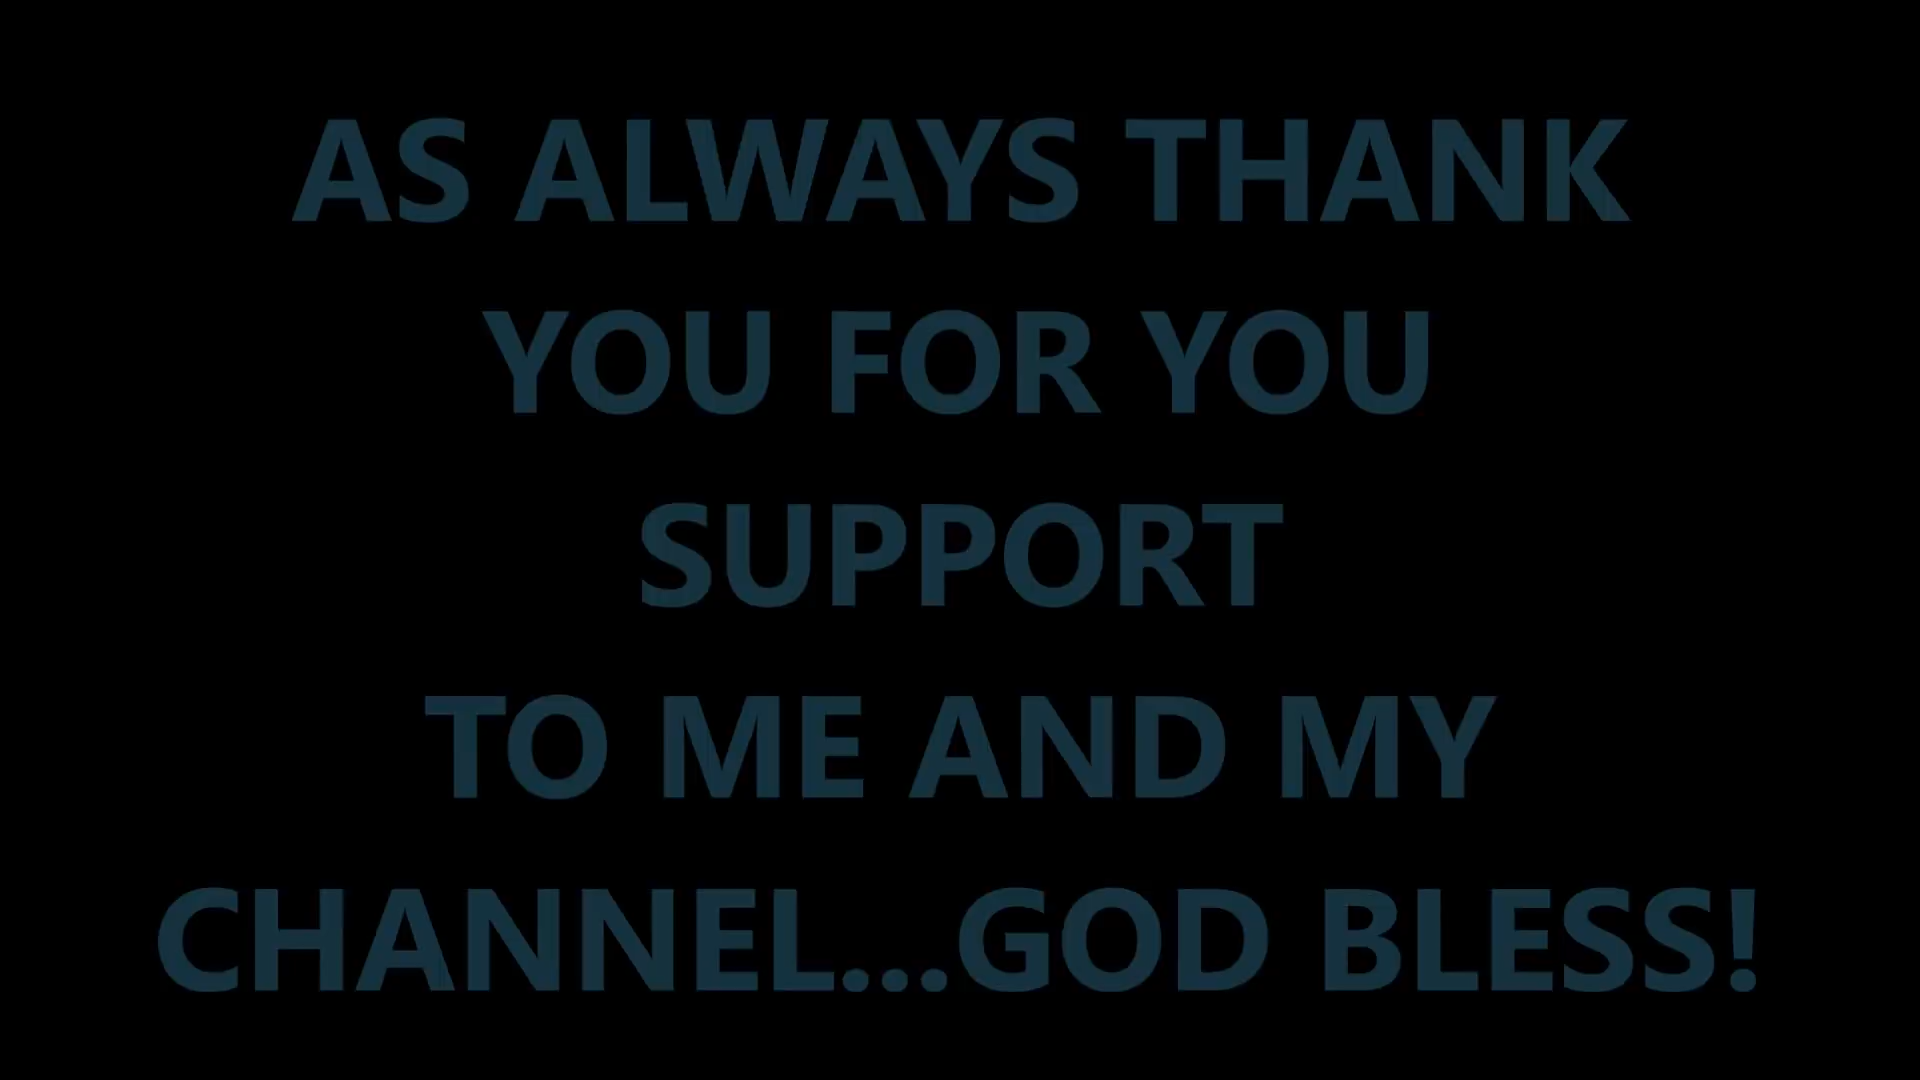 AS ALWAYS THANK
YOU FOR YOU
SUPPORT
TO ME AND MY
CHANNEL...GOD BLESS!